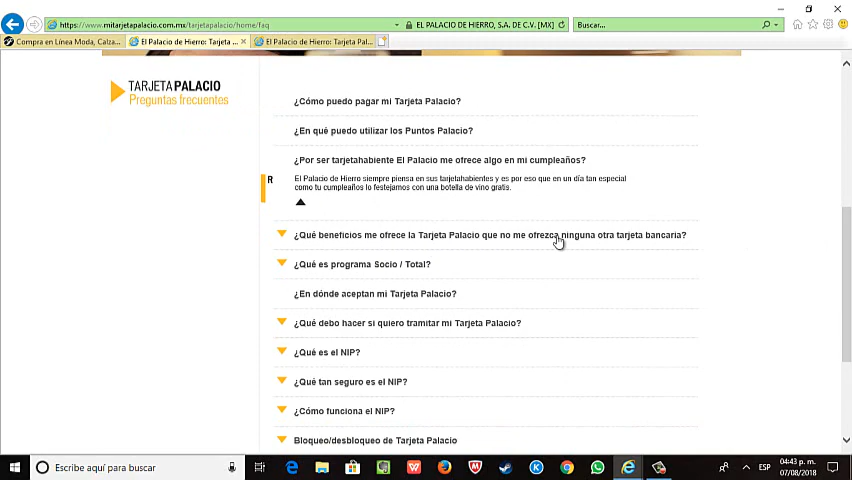 https://www.mitarjetapalacio.com.mx/tarjetapalacio/home/faq
EL PALACIO DE HIERRO, S.A. DE C.V. [MX]
Buscar...
Compra en Línea Moda, Calza...
El Palacio de Hierro: Tarjeta ...
El Palacio de Hierro: Tarjeta Pal...
TARJETA PALACIO
Preguntas frecuentes
¿Cómo puedo pagar mi Tarjeta Palacio?
¿En qué puedo utilizar los Puntos Palacio?
¿Por ser tarjetahabiente El Palacio me ofrece algo en mi cumpleaños?
R
El Palacio de Hierro siempre piensa en sus tarjetahabientes y es por eso que en un día tan especial
como tu cumpleaños lo festejamos con una botella de vino gratis.
¿Qué beneficios me ofrece la Tarjeta Palacio que no me ofrezca ninguna otra tarjeta bancaria?
¿Qué es programa Socio / Total?
¿En dónde aceptan mi Tarjeta Palacio?
¿Qué debo hacer si quiero tramitar mi Tarjeta Palacio?
¿Qué es el NIP?
¿Qué tan seguro es el NIP?
¿Cómo funciona el NIP?
Bloqueo/desbloqueo de Tarjeta Palacio
Escribe aquí para buscar
ESP
04:43 p. m.
07/08/2018